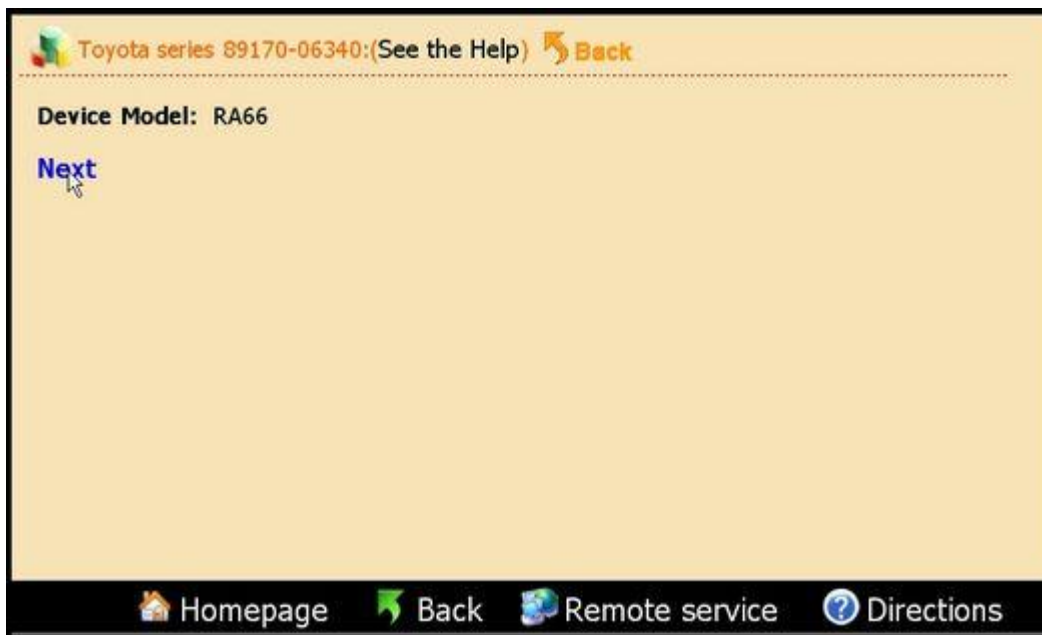 Toyota series 89170-06340:(See the Help) Back
Device Model: RA66
Next
Homepage Back Remote service Directions